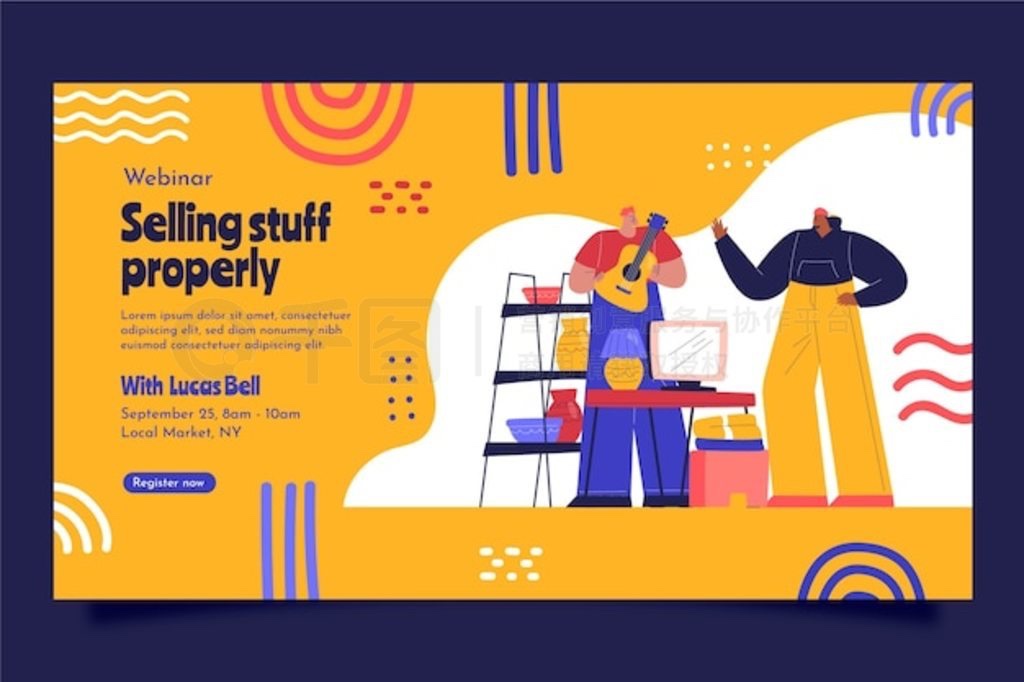 Webinar
Selling stuff
properly
Lorem ipsum dolor sit amet, consectetuer
adipiscing elit, sed diam nonummy nibh
euismod consectetuer adipiscing elit.
With Lucas Bell
September 25, 8am - 10am
Local Market, NY
Register now